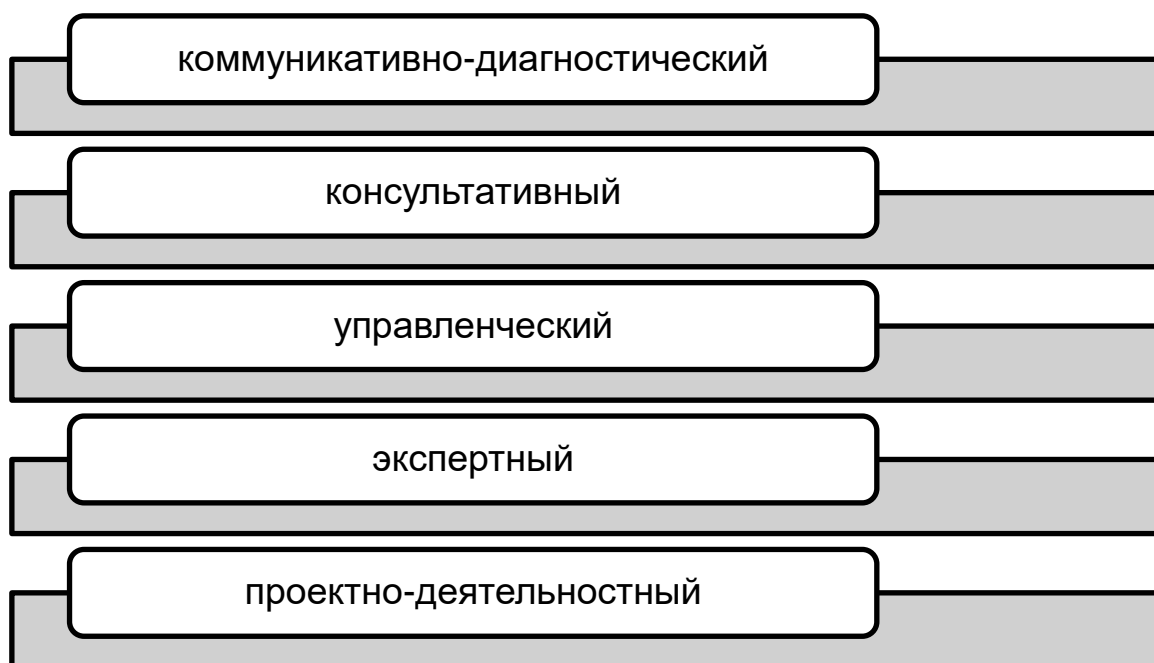 коммуникативно-диагностический
консультативный
управленческий
экспертный
проектно-деятельностный